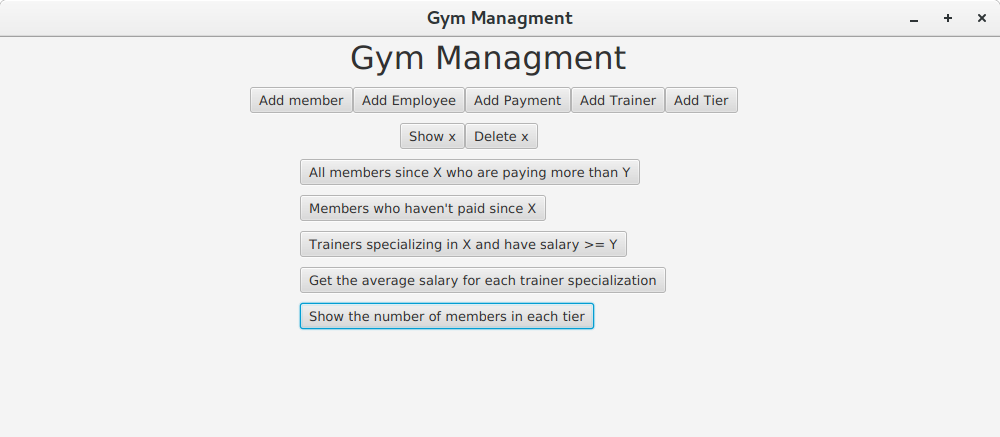 Gym Managment
Gym Managment
Add member Add Employee Add Payment Add Trainer Add Tier
Show x Delete x
All members since X who are paying more than Y
Members who haven't paid since X
Trainers specializing in X and have salary >= Y
Get the average salary for each trainer specialization
Show the number of members in each tier